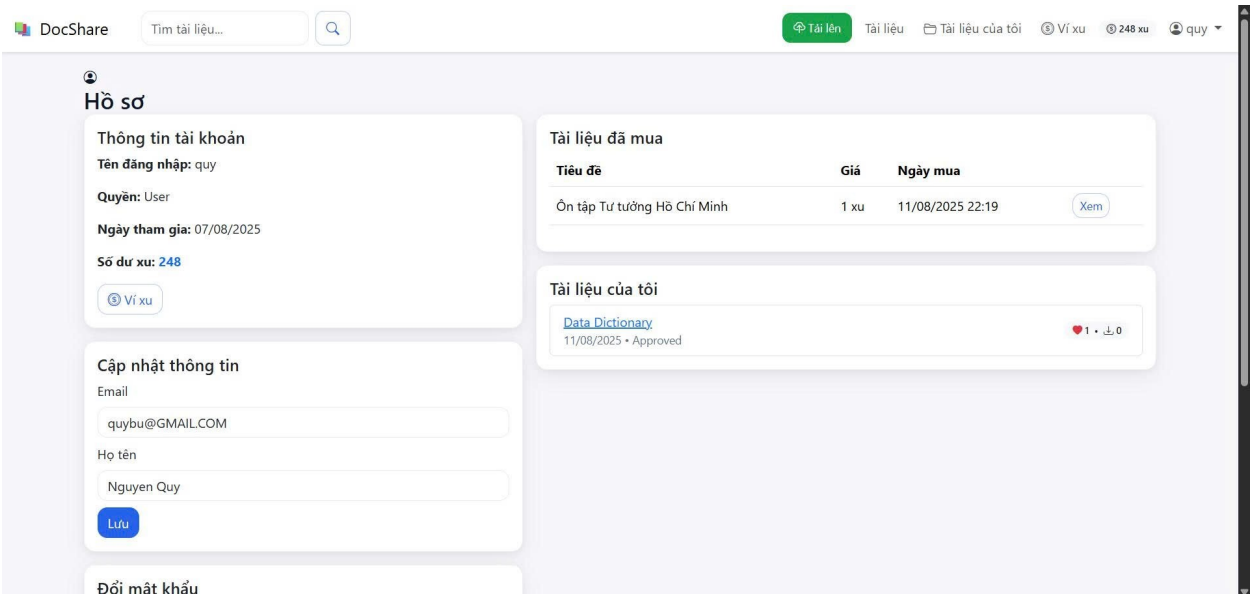 DocShare
Tìm tài liệu...
Tải lên
Tài liệu
Tài liệu của tôi
Ví xu
248 xu
quy
Hồ sơ
Thông tin tài khoản
Tên đăng nhập: quy
Quyền: User
Ngày tham gia: 07/08/2025
Số dư xu: 248
Ví xu
Cập nhật thông tin
Email
quybu@GMAIL.COM
Họ tên
Nguyen Quy
Lưu
Đổi mật khẩu
Tài liệu đã mua
Tiêu đề Giá Ngày mua
Ôn tập Tư tưởng Hồ Chí Minh 1 xu 11/08/2025 22:19 Xem
Tài liệu của tôi
Data Dictionary
11/08/2025 • Approved
1 • 0